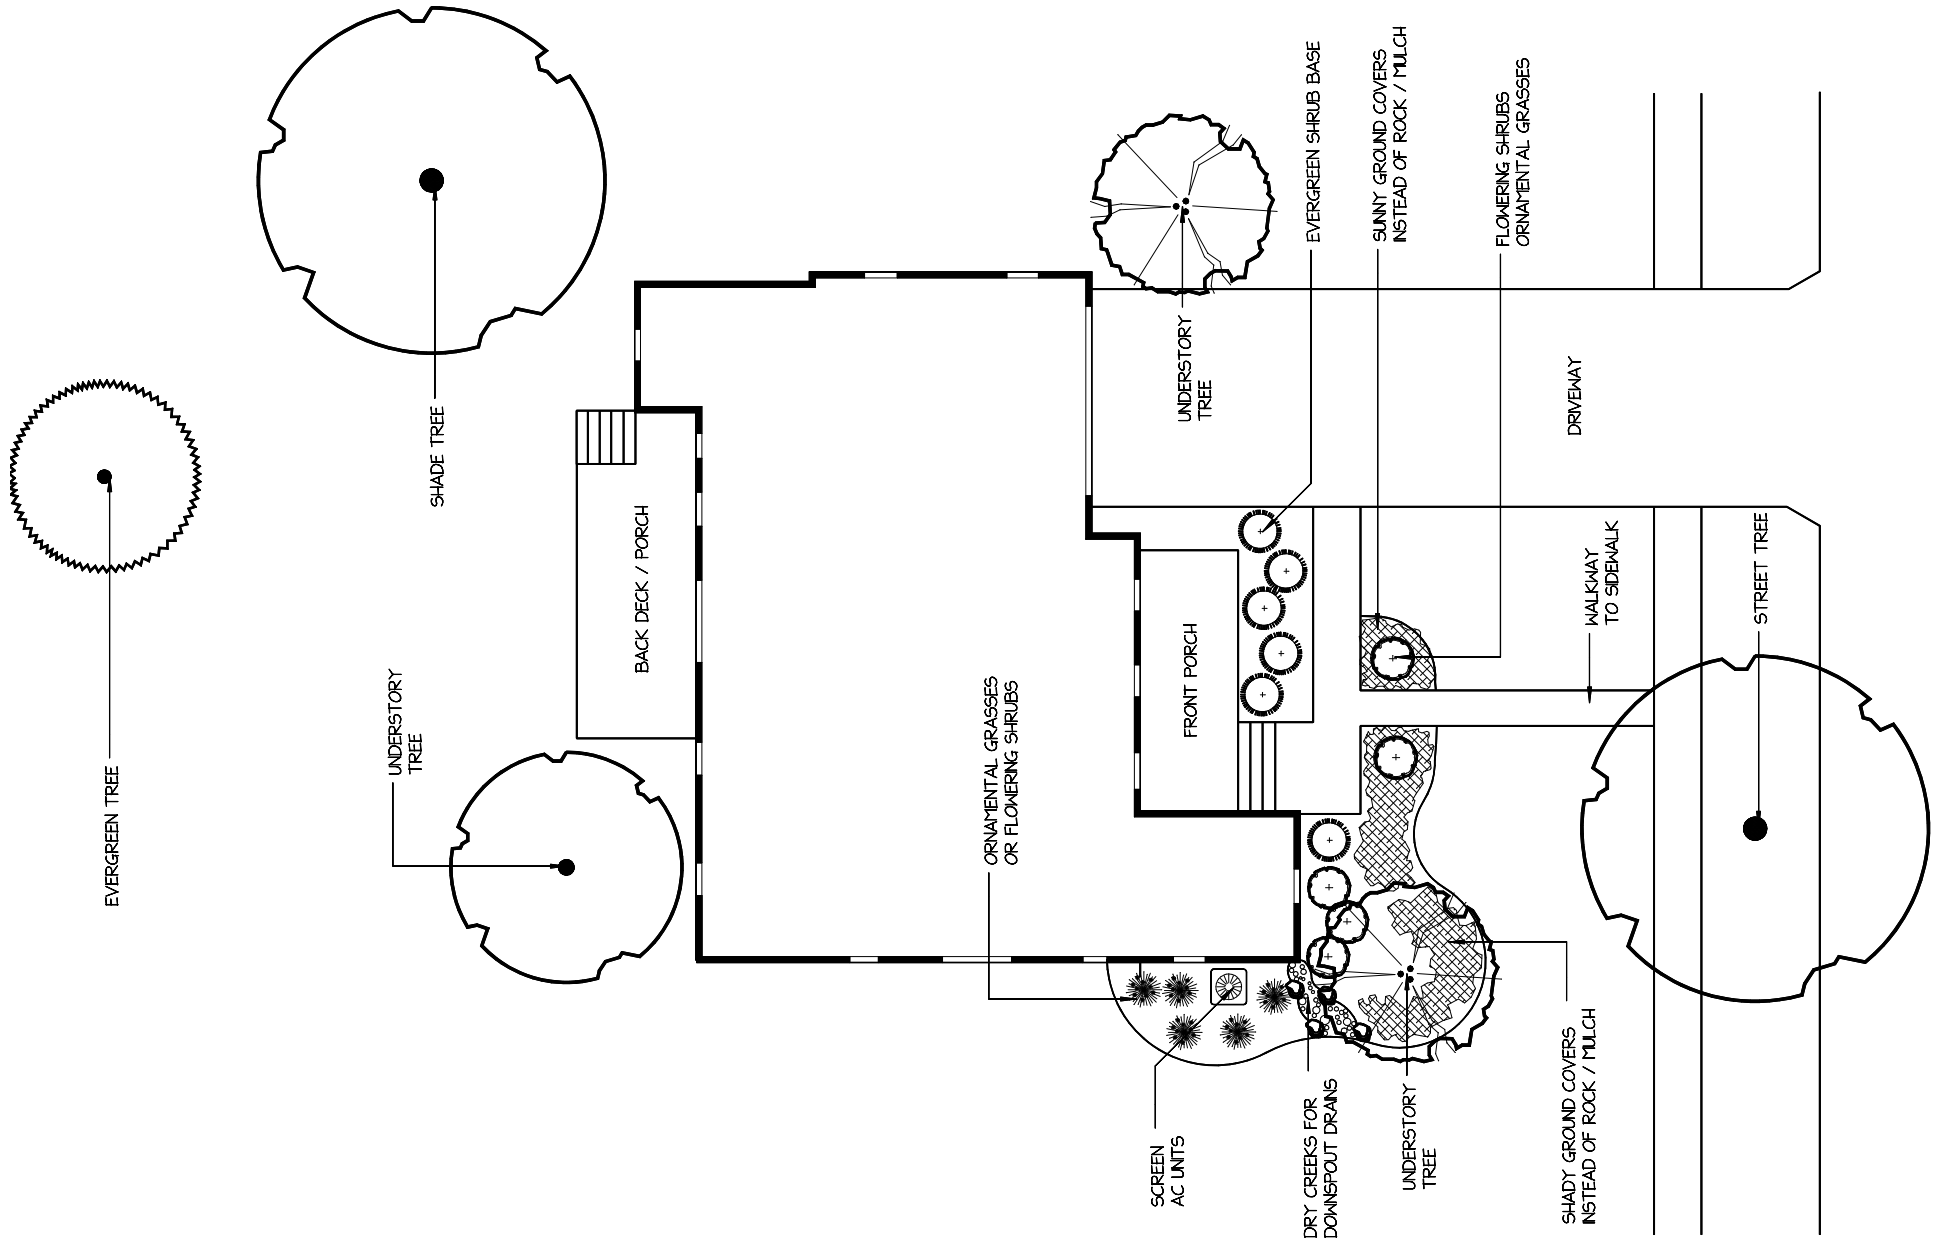 EVERGREEN TREE
SHADE TREE
UNDERSTORY
TREE
BACK DECK / PORCH
ORNAMENTAL GRASSES
OR FLOWERING SHRUBS
SCREEN
AC UNITS
UNDERSTORY
TREE
FRONT PORCH
EVERGREEN SHRUB BASE
SUNNY GROUND COVERS
INSTEAD OF ROCK / MULCH
FLOWERING SHRUBS
ORNAMENTAL GRASSES
DRIVEWAY
WALKWAY
TO SIDEWALK
STREET TREE
DRY CREEKS FOR
DOWNSPOUT DRAINS
UNDERSTORY
TREE
SHADY GROUND COVERS
INSTEAD OF ROCK / MULCH